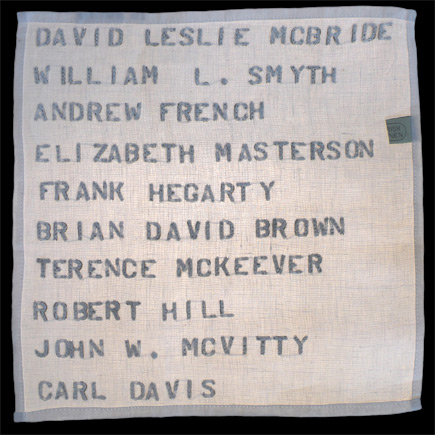 DAVID LESLIE MCBRIDE
WILLIAM L. SMYTH
ANDREW FRENCH
ELIZABETH MASTERSON
FRANK HEGARTY
BRIAN DAVID BROWN
TERENCE MCKEEVER
ROBERT HILL
JOHN W. MCVITTY
CARL DAVIS